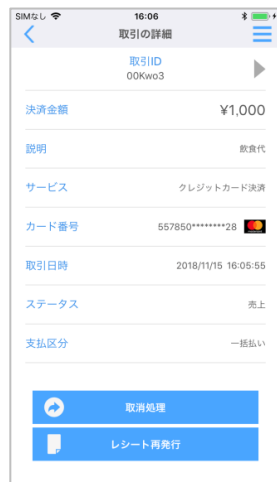 SIMなし 16:06
取引の詳細
取引ID
00Kwo3
決済金額 ¥1,000
説明 飲食代
サービス クレジットカード決済
カード番号 557850********28
取引日時 2018/11/15 16:05:55
ステータス 売上
支払区分 一括払い
取消処理
レシート再発行